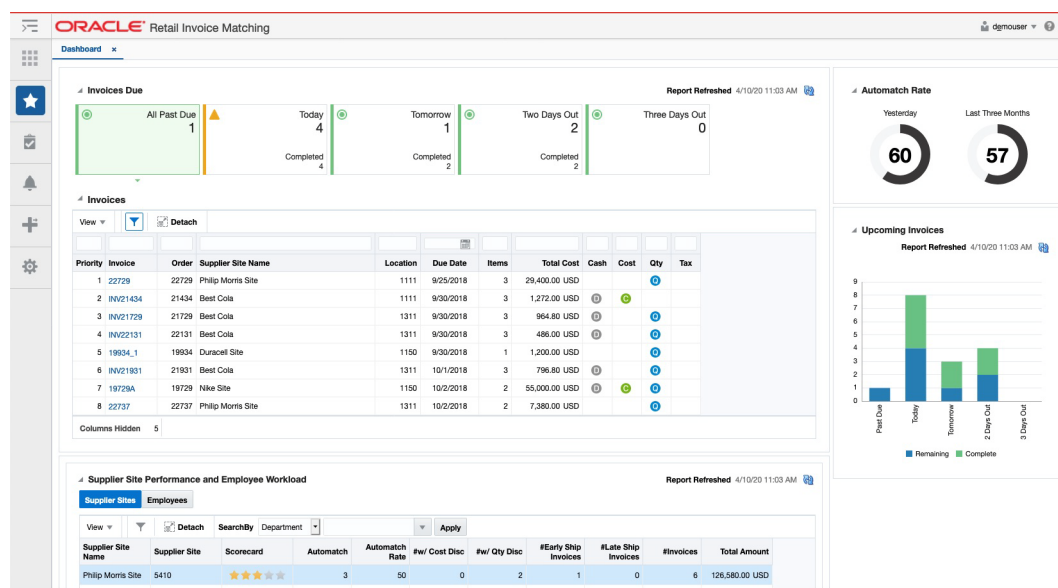 ORACLE® Retail Invoice Matching
demouser
Dashboard ×
Invoices Due
Report Refreshed 4/10/20 11:03 AM
All Past Due
1
Today
4
Completed
4
Tomorrow
1
Completed
2
Two Days Out
2
Completed
2
Three Days Out
0
Invoices
View Detach
Priority Invoice Order Supplier Site Name Location Due Date Items Total Cost Cash Cost Qty Tax
1 22729 22729 Philip Morris Site 1111 9/25/2018 3 29,400.00 USD Q
2 INV21434 21434 Best Cola 1111 9/30/2018 3 1,272.00 USD D C
3 INV21729 21729 Best Cola 1311 9/30/2018 3 964.80 USD D Q
4 INV22131 22131 Best Cola 1311 9/30/2018 3 486.00 USD D Q
5 19934_1 19934 Duracell Site 1150 9/30/2018 1 1,200.00 USD Q
6 INV21931 21931 Best Cola 1311 10/1/2018 3 796.80 USD D Q
7 19729A 19729 Nike Site 1150 10/2/2018 2 55,000.00 USD D C Q
8 22737 22737 Philip Morris Site 1311 10/2/2018 2 7,380.00 USD Q
Columns Hidden 5
Supplier Site Performance and Employee Workload
Report Refreshed 4/10/20 11:03 AM
Supplier Sites Employees
View Detach SearchBy Department Apply
Supplier Site Name Supplier Site Scorecard Automatch Automatch Rate #w/ Cost Disc #w/ Qty Disc #Early Ship Invoices #Late Ship Invoices #Invoices Total Amount
Philip Morris Site 5410 3 50 0 2 1 0 6 126,580.00 USD
Automatch Rate
Yesterday
60
Last Three Months
57
Upcoming Invoices
Report Refreshed 4/10/20 11:03 AM
9
8
7
6
5
4
3
2
1
0
Past Due
Today
Tomorrow
2 Days Out
3 Days Out
Remaining Complete